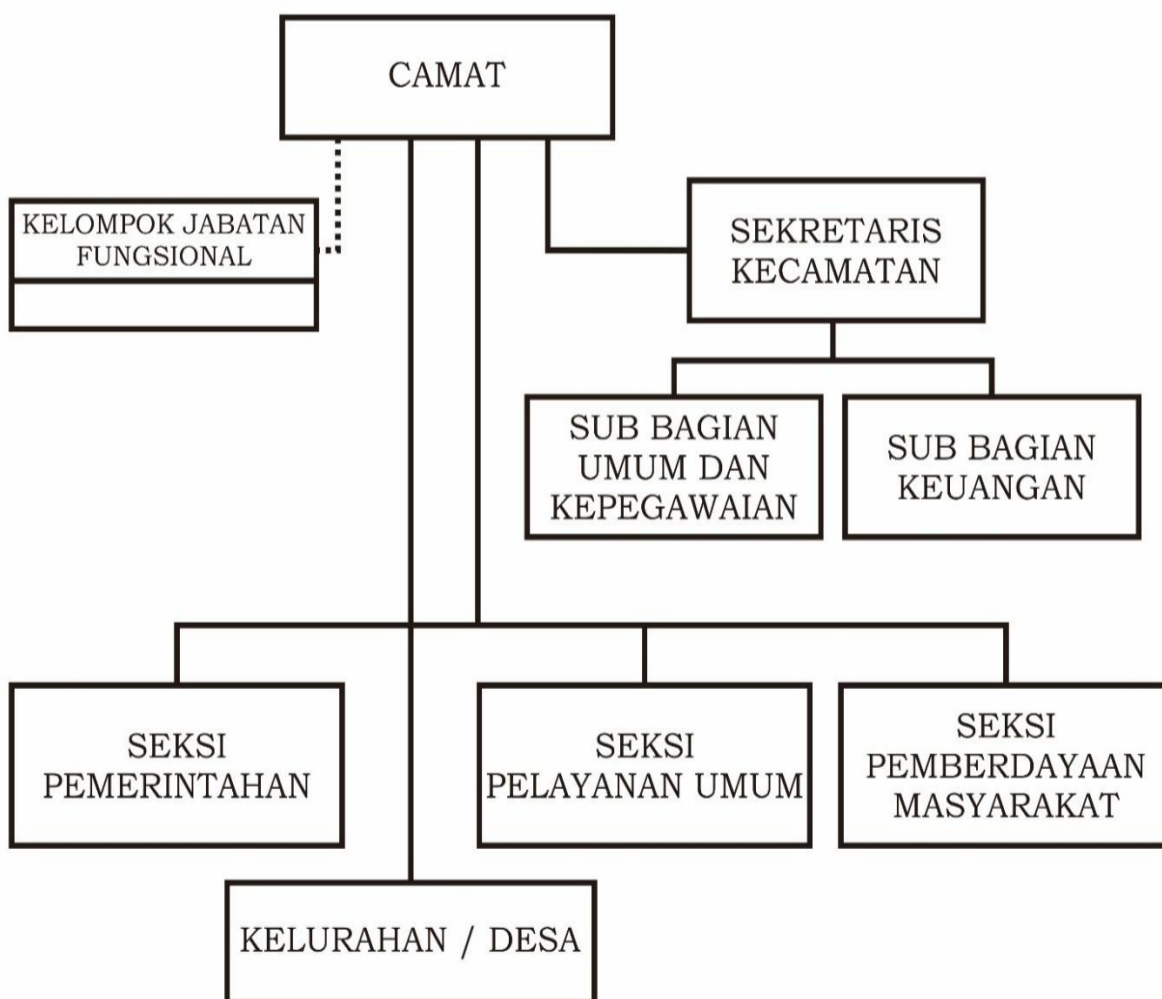 CAMAT
KELOMPOK JABATAN
FUNGSIONAL
SEKRETARIS
KECAMATAN
SUB BAGIAN
UMUM DAN
KEPEGAWAIAN
SUB BAGIAN
KEUANGAN
SEKSI
PEMERINTAHAN
SEKSI
PELAYANAN UMUM
SEKSI
PEMBERDAYAAN
MASYARAKAT
KELURAHAN / DESA